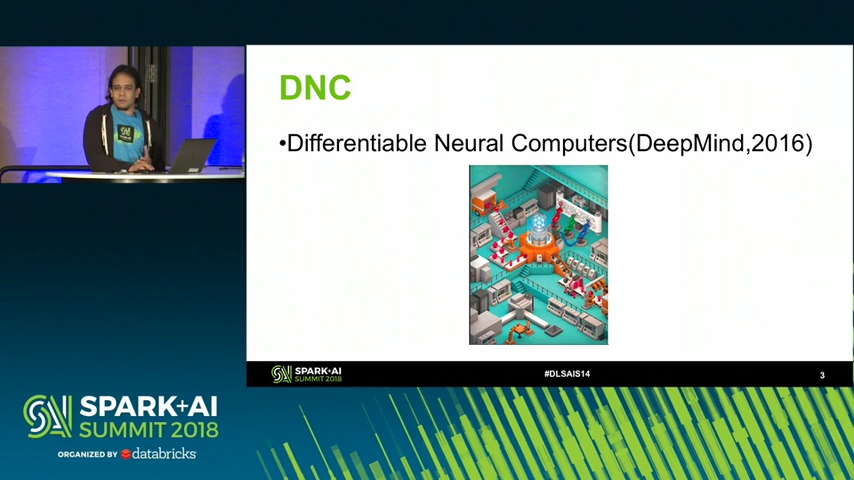 DNC
•Differentiable Neural Computers(DeepMind,2016)
SPARK+AI
SUMMIT 2018
#DLSAIS14
3
SPARK+AI
SUMMIT 2018
ORGANIZED BY databricks